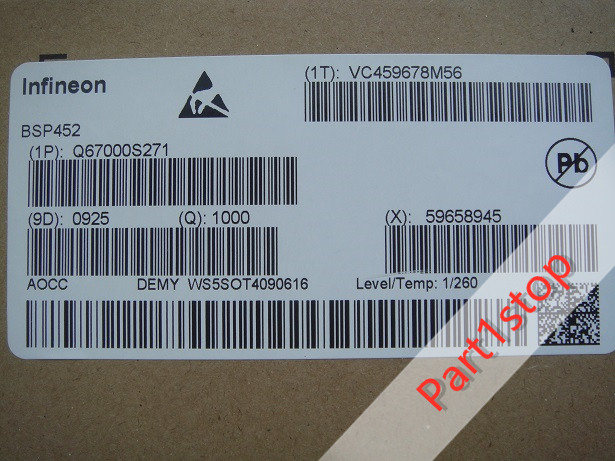 Infineon
(1T): VC459678M56
BSP452
(1P): Q67000S271
Pb
(9D): 0925 (Q): 1000 (X): 59658945
AOCC DEMY WS5SOT4090616 Level/Temp: 1/260
Part1stop